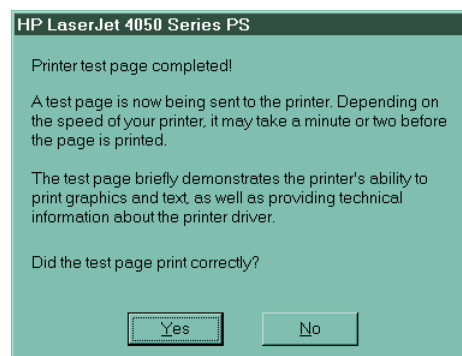 HP LaserJet 4050 Series PS
Printer test page completed!
A test page is now being sent to the printer. Depending on
the speed of your printer, it may take a minute or two before
the page is printed.
The test page briefly demonstrates the printer's ability to
print graphics and text, as well as providing technical
information about the printer driver.
Did the test page print correctly?
Yes
No